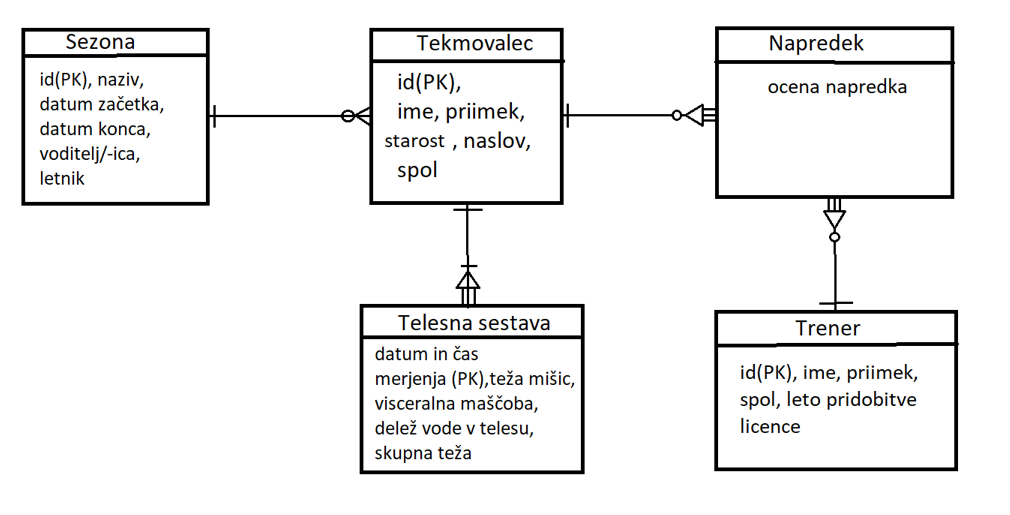 Sezona
id(PK), naziv,
datum začetka,
datum konca,
voditelj/-ica,
letnik
Tekmovalec
id(PK),
ime, priimek,
starost , naslov,
spol
Napredek
ocena napredka
Telesna sestava
datum in čas
merjenja (PK),teža mišic,
visceralna maščoba,
delež vode v telesu,
skupna teža
Trener
id(PK), ime, priimek,
spol, leto pridobitve
licence